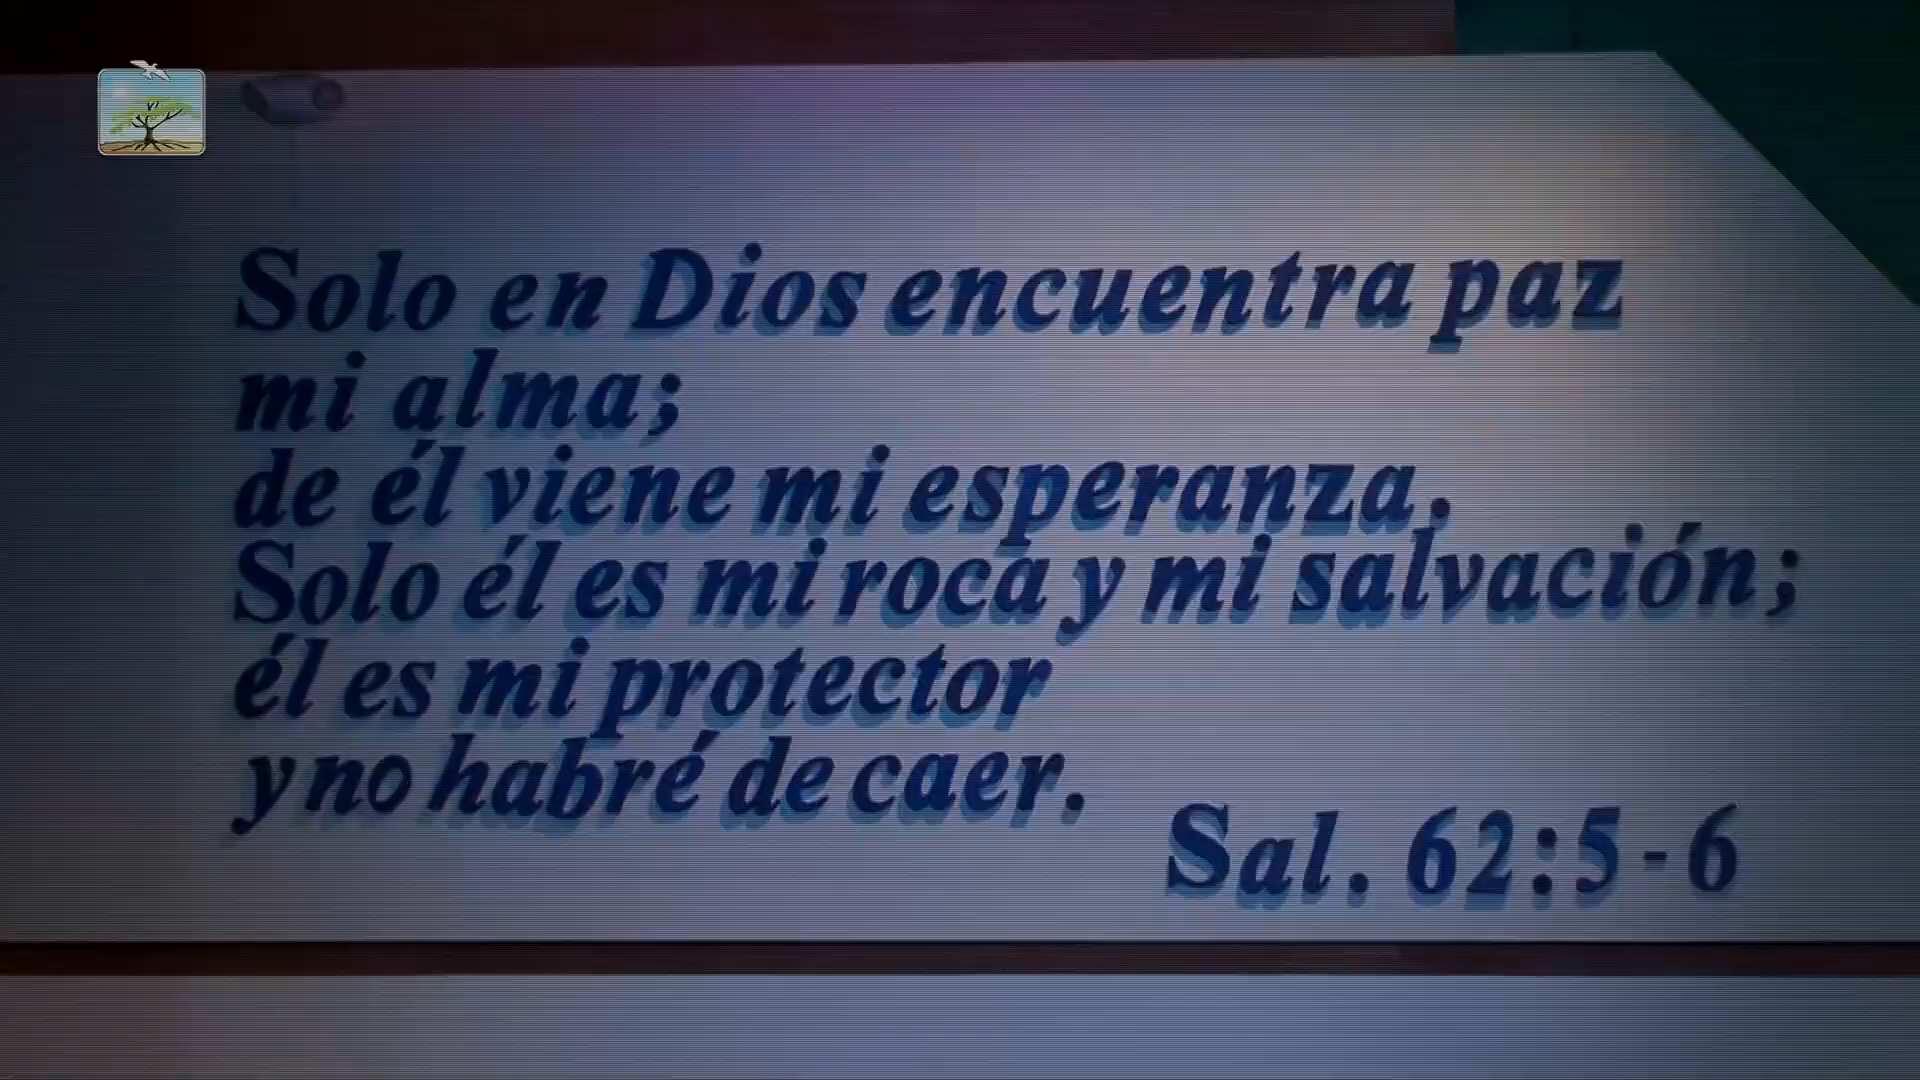 Solo en Dios encuentra paz
mi alma;
de él viene mi esperanza.
Solo él es mi roca y mi salvación;
él es mi protector
y no habré de caer.
Sal. 62:5-6